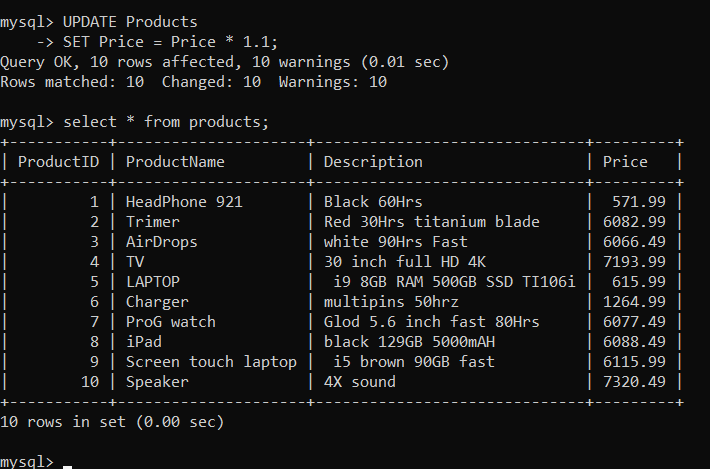 mysql> UPDATE Products
    -> SET Price = Price * 1.1;
Query OK, 10 rows affected, 10 warnings (0.01 sec)
Rows matched: 10  Changed: 10  Warnings: 10
mysql> select * from products;
+-----------+---------------------+------------------------------+---------+
| ProductID | ProductName         | Description                  | Price   |
+-----------+---------------------+------------------------------+---------+
|         1 | HeadPhone 921       | Black 60Hrs                  |  571.99 |
|         2 | Trimer              | Red 30Hrs titanium blade     | 6082.99 |
|         3 | AirDrops            | white 90Hrs Fast             | 6066.49 |
|         4 | TV                  | 30 inch full HD 4K           | 7193.99 |
|         5 | LAPTOP              |  i9 8GB RAM 500GB SSD TI106i |  615.99 |
|         6 | Charger             | multipins 50hrz              | 1264.99 |
|         7 | ProG watch          | Glod 5.6 inch fast 80Hrs     | 6077.49 |
|         8 | iPad                | black 129GB 5000mAH          | 6088.49 |
|         9 | Screen touch laptop |  i5 brown 90GB fast          | 6115.99 |
|        10 | Speaker             | 4X sound                     | 7320.49 |
+-----------+---------------------+------------------------------+---------+
10 rows in set (0.00 sec)
mysql> _